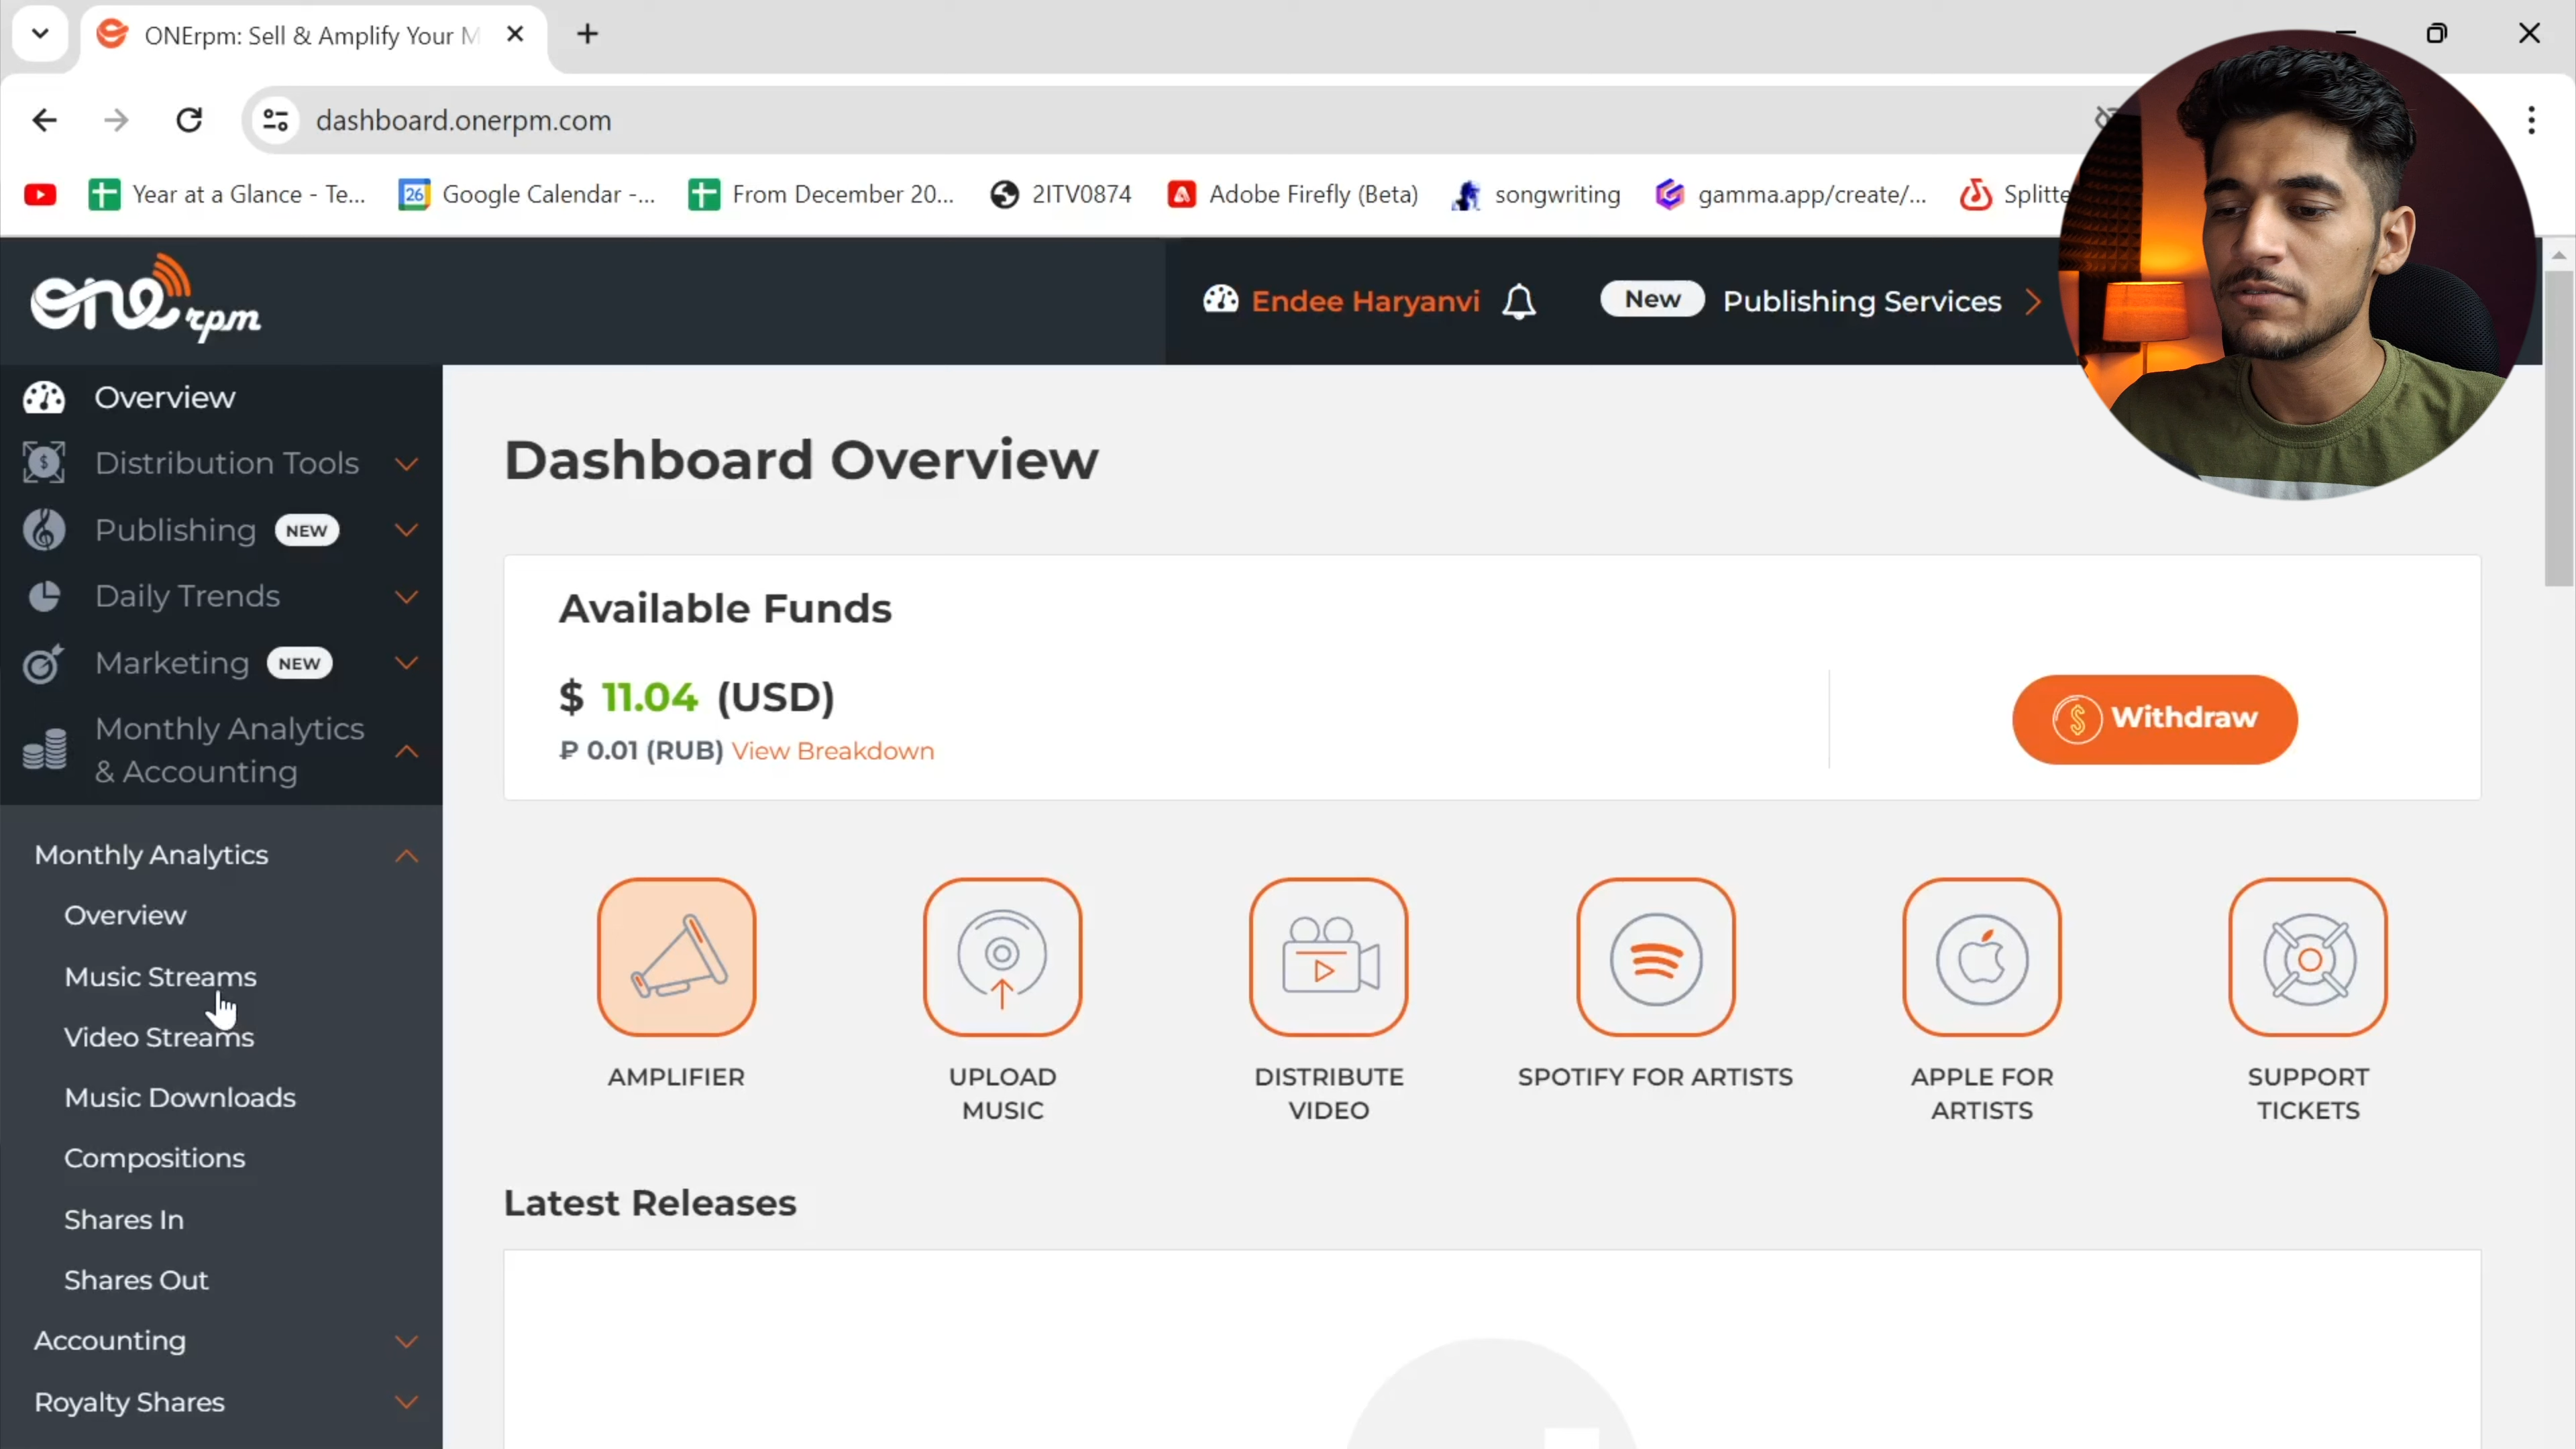 ONErpm: Sell & Amplify Your M
dashboard.onerpm.com
Year at a Glance - Te...
26
Google Calendar -...
From December 20...
2ITV0874
Adobe Firefly (Beta)
songwriting
gamma.app/create/...
Splitte
one rpm
Endee Haryanvi
New
Publishing Services
Overview
Distribution Tools
Publishing NEW
Daily Trends
Marketing NEW
Monthly Analytics
& Accounting
Monthly Analytics
Overview
Music Streams
Video Streams
Music Downloads
Compositions
Shares In
Shares Out
Accounting
Royalty Shares
Dashboard Overview
Available Funds
$ 11.04 (USD)
₽ 0.01 (RUB) View Breakdown
$ Withdraw
AMPLIFIER
UPLOAD
MUSIC
DISTRIBUTE
VIDEO
SPOTIFY FOR ARTISTS
APPLE FOR
ARTISTS
SUPPORT
TICKETS
Latest Releases